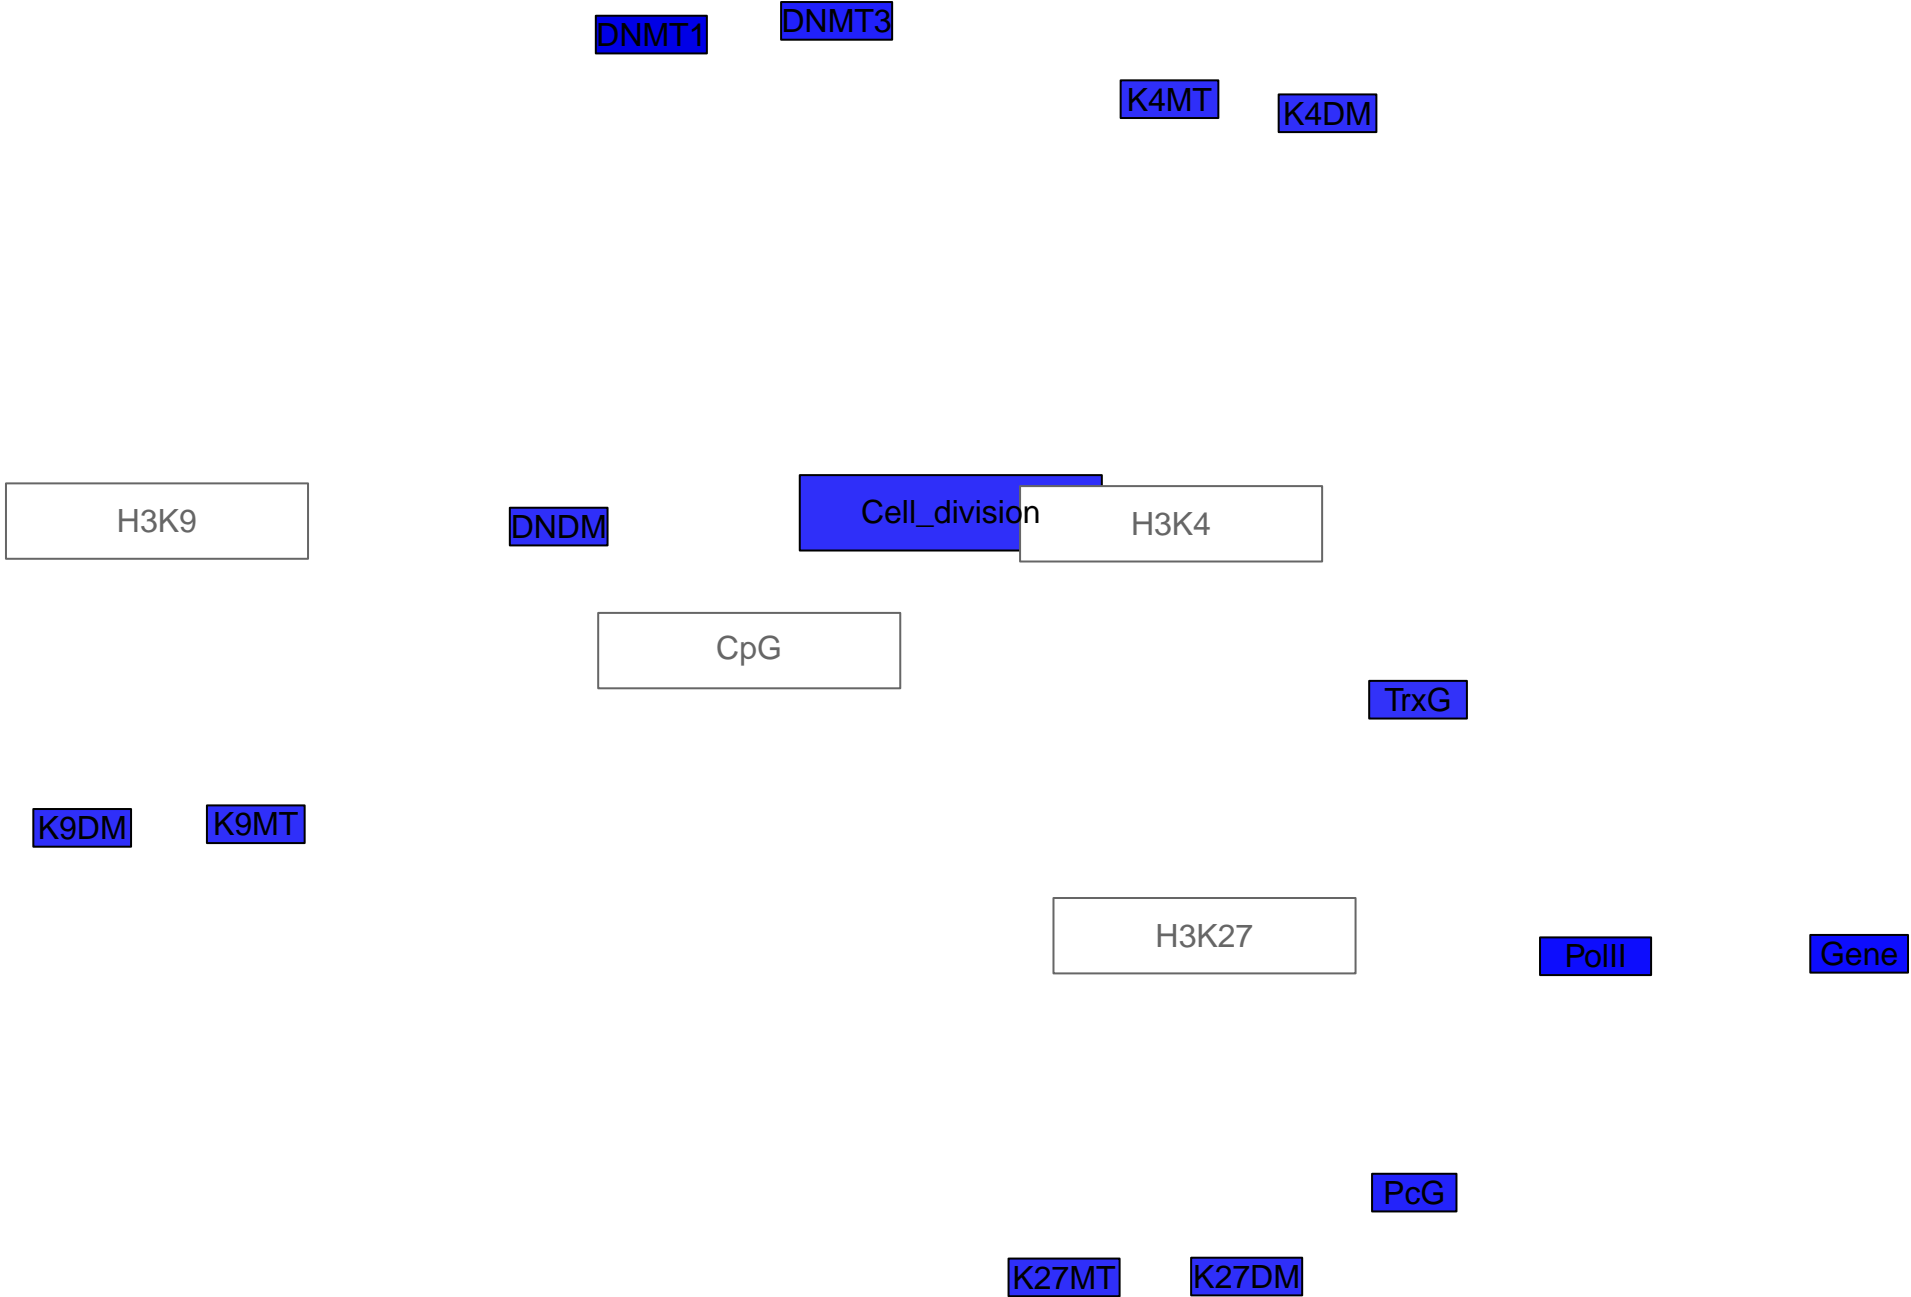 DNMT1
DNMT3
K4MT
K4DM
H3K9
DNDM
Cell_division
H3K4
CpG
TrxG
K9DM
K9MT
H3K27
PolII
Gene
PcG
K27MT
K27DM